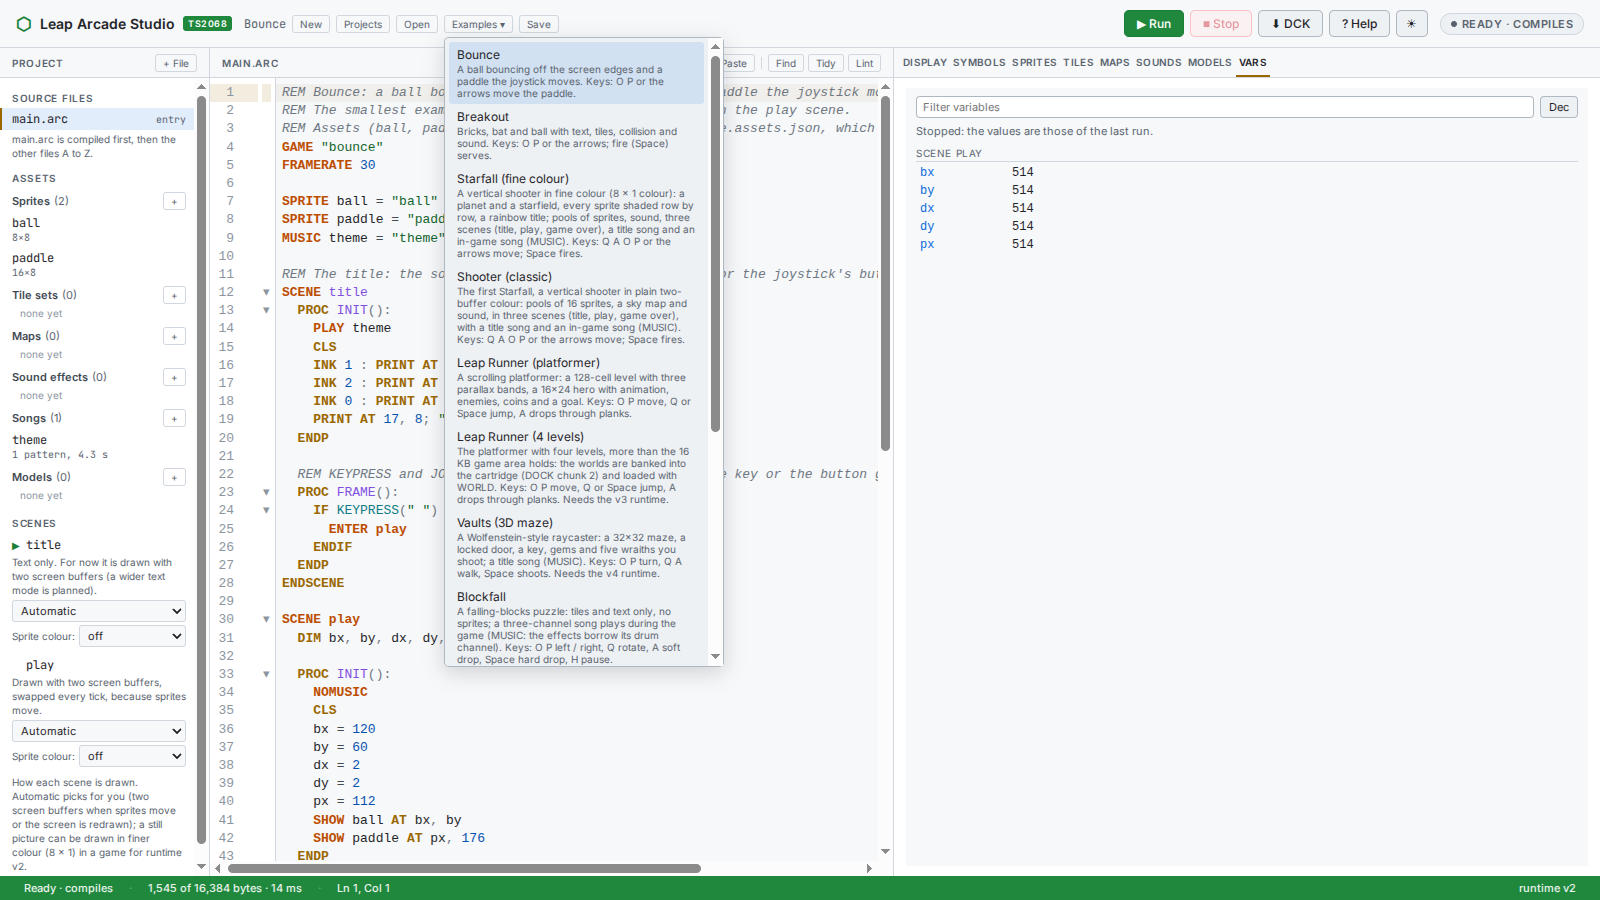 Leap Arcade Studio TS2068 Bounce New Projects Open Examples ▾ Save ▶ Run ■ Stop ⬇ DCK ? Help ☀ ● READY · COMPILES
PROJECT + File
SOURCE FILES
main.arc entry
main.arc is compiled first, then the
other files A to Z.
ASSETS
Sprites (2) +
ball
8×8
paddle
16×8
Tile sets (0) +
none yet
Maps (0) +
none yet
Sound effects (0) +
none yet
Songs (1) +
theme
1 pattern, 4.3 s
Models (0) +
none yet
SCENES
▶ title
Text only. For now it is drawn with
two screen buffers (a wider text
mode is planned).
Automatic
Sprite colour: off
play
Drawn with two screen buffers,
swapped every tick, because sprites
move.
Automatic
Sprite colour: off
How each scene is drawn.
Automatic picks for you (two
screen buffers when sprites move
or the screen is redrawn); a still
picture can be drawn in finer
colour (8 × 1) in a game for runtime
v2.
MAIN.ARC Paste Find Tidy Lint
1 REM Bounce: a ball bo addle the joystick mo
2 REM The smallest exam the play scene.
3 REM Assets (ball, pad e.assets.json, which
4 GAME "bounce"
5 FRAMERATE 30
6
7 SPRITE ball = "ball"
8 SPRITE paddle = "padd
9 MUSIC theme = "theme"
10
11 REM The title: the sc or the joystick's but
12 SCENE title
13 PROC INIT():
14 PLAY theme
15 CLS
16 INK 1 : PRINT AT
17 INK 2 : PRINT AT
18 INK 0 : PRINT AT
19 PRINT AT 17, 8; "
20 ENDP
21
22 REM KEYPRESS and JO e key or the button g
23 PROC FRAME():
24 IF KEYPRESS(" ")
25 ENTER play
26 ENDIF
27 ENDP
28 ENDSCENE
29
30 SCENE play
31 DIM bx, by, dx, dy,
32
33 PROC INIT():
34 NOMUSIC
35 CLS
36 bx = 120
37 by = 60
38 dx = 2
39 dy = 2
40 px = 112
41 SHOW ball AT bx, by
42 SHOW paddle AT px, 176
43 ENDP
Bounce
A ball bouncing off the screen edges and a
paddle the joystick moves. Keys: O P or the
arrows move the paddle.
Breakout
Bricks, bat and ball with text, tiles, collision and
sound. Keys: O P or the arrows; fire (Space)
serves.
Starfall (fine colour)
A vertical shooter in fine colour (8 × 1 colour): a
planet and a starfield, every sprite shaded row by
row, a rainbow title; pools of sprites, sound, three
scenes (title, play, game over), a title song and an
in-game song (MUSIC). Keys: Q A O P or the
arrows move; Space fires.
Shooter (classic)
The first Starfall, a vertical shooter in plain two-
buffer colour: pools of 16 sprites, a sky map and
sound, in three scenes (title, play, game over),
with a title song and an in-game song (MUSIC).
Keys: Q A O P or the arrows move; Space fires.
Leap Runner (platformer)
A scrolling platformer: a 128-cell level with three
parallax bands, a 16×24 hero with animation,
enemies, coins and a goal. Keys: O P move, Q or
Space jump, A drops through planks.
Leap Runner (4 levels)
The platformer with four levels, more than the 16
KB game area holds: the worlds are banked into
the cartridge (DOCK chunk 2) and loaded with
WORLD. Keys: O P move, Q or Space jump, A
drops through planks. Needs the v3 runtime.
Vaults (3D maze)
A Wolfenstein-style raycaster: a 32×32 maze, a
locked door, a key, gems and five wraiths you
shoot; a title song (MUSIC). Keys: O P turn, Q A
walk, Space shoots. Needs the v4 runtime.
Blockfall
A falling-blocks puzzle: tiles and text only, no
sprites; a three-channel song plays during the
game (MUSIC: the effects borrow its drum
channel). Keys: O P left / right, Q rotate, A soft
drop, Space hard drop, H pause.
DISPLAY SYMBOLS SPRITES TILES MAPS SOUNDS MODELS VARS
Filter variables Dec
Stopped: the values are those of the last run.
SCENE PLAY
bx 514
by 514
dx 514
dy 514
px 514
Ready · compiles · 1,545 of 16,384 bytes · 14 ms · Ln 1, Col 1 runtime v2